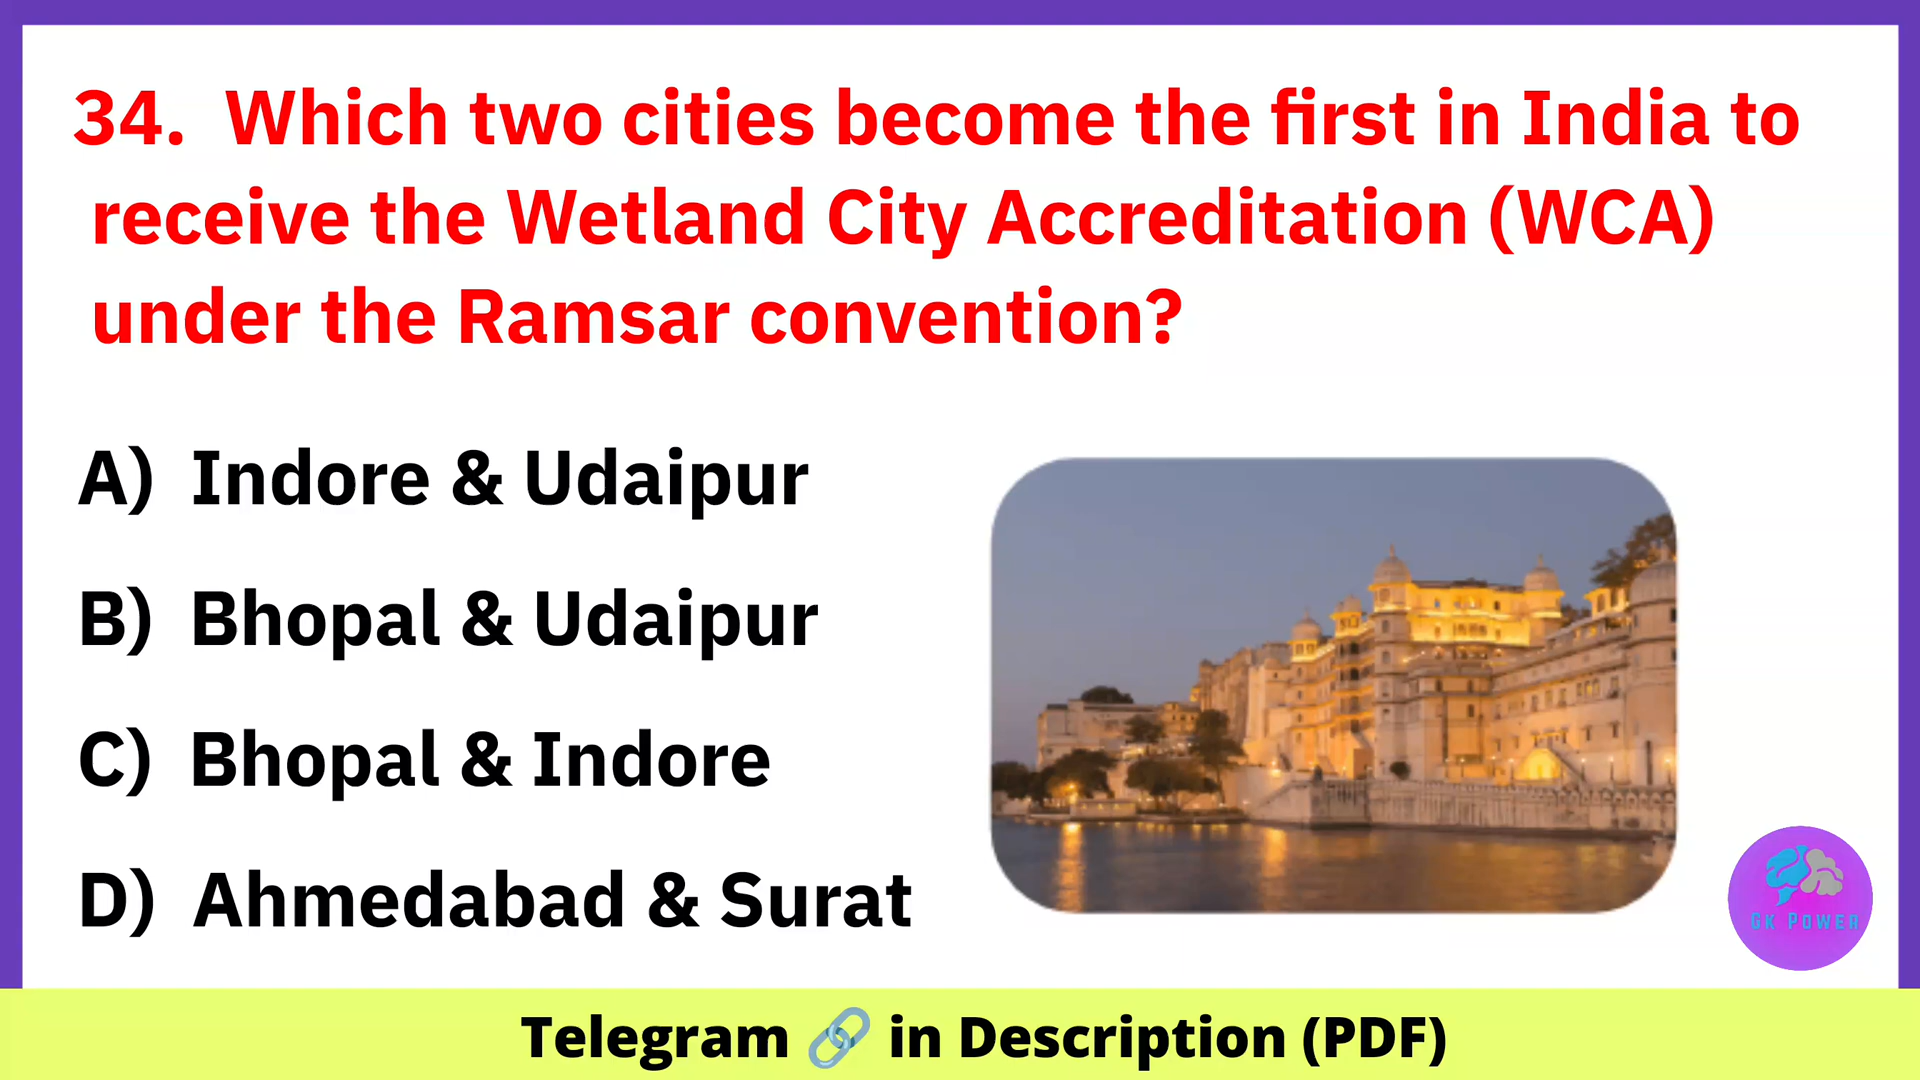 34. Which two cities become the first in India to
receive the Wetland City Accreditation (WCA)
under the Ramsar convention?
A) Indore & Udaipur
B) Bhopal & Udaipur
C) Bhopal & Indore
D) Ahmedabad & Surat
GK POWER
Telegram 🔗 in Description (PDF)